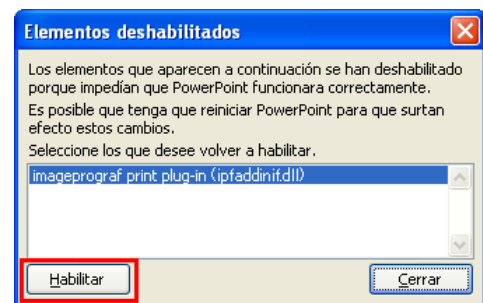 Elementos deshabilitados
Los elementos que aparecen a continuación se han deshabilitado
porque impedían que PowerPoint funcionara correctamente.
Es posible que tenga que reiniciar PowerPoint para que surtan
efecto estos cambios.
Seleccione los que desee volver a habilitar.
imageprograf print plug-in (ipfaddinif.dll)
Habilitar
Cerrar